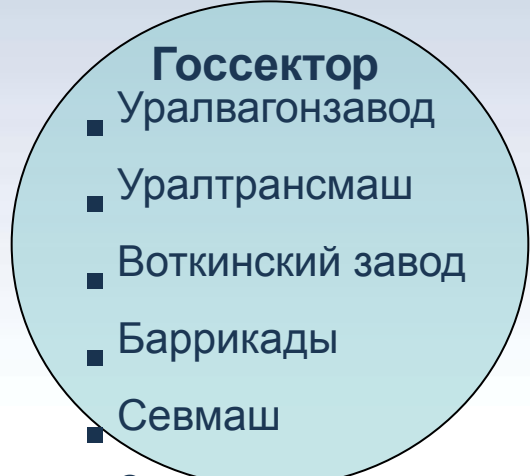 Госсектор
Уралвагонзавод
Уралтрансмаш
Воткинский завод
Баррикады
Севмаш